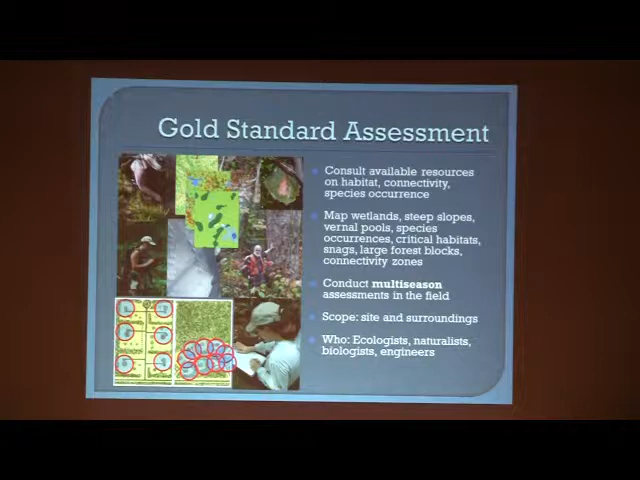 Gold Standard Assessment
Consult available resources
on habitat, connectivity,
species occurrence
Map wetlands, steep slopes,
vernal pools, species
occurrences, critical habitats,
snags, large forest blocks,
connectivity zones
Conduct multiseason
assessments in the field
Scope: site and surroundings
Who: Ecologists, naturalists,
biologists, engineers